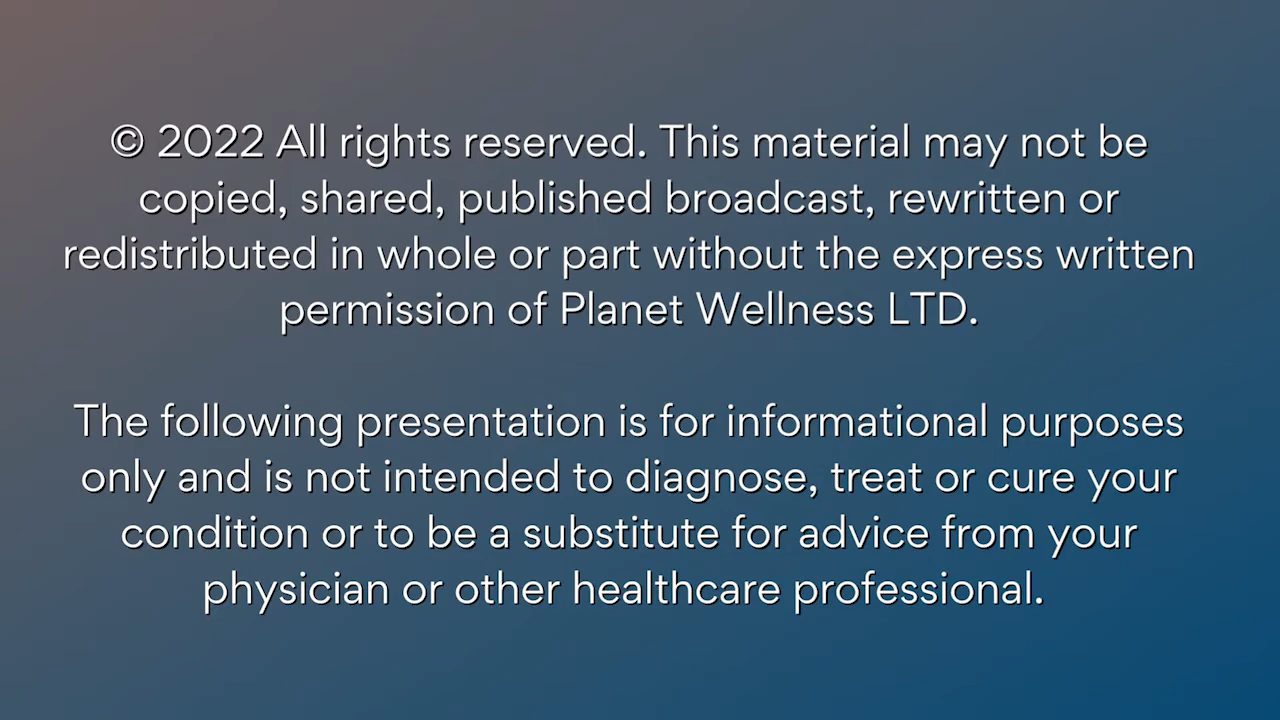 © 2022 All rights reserved. This material may not be
copied, shared, published broadcast, rewritten or
redistributed in whole or part without the express written
permission of Planet Wellness LTD.
The following presentation is for informational purposes
only and is not intended to diagnose, treat or cure your
condition or to be a substitute for advice from your
physician or other healthcare professional.